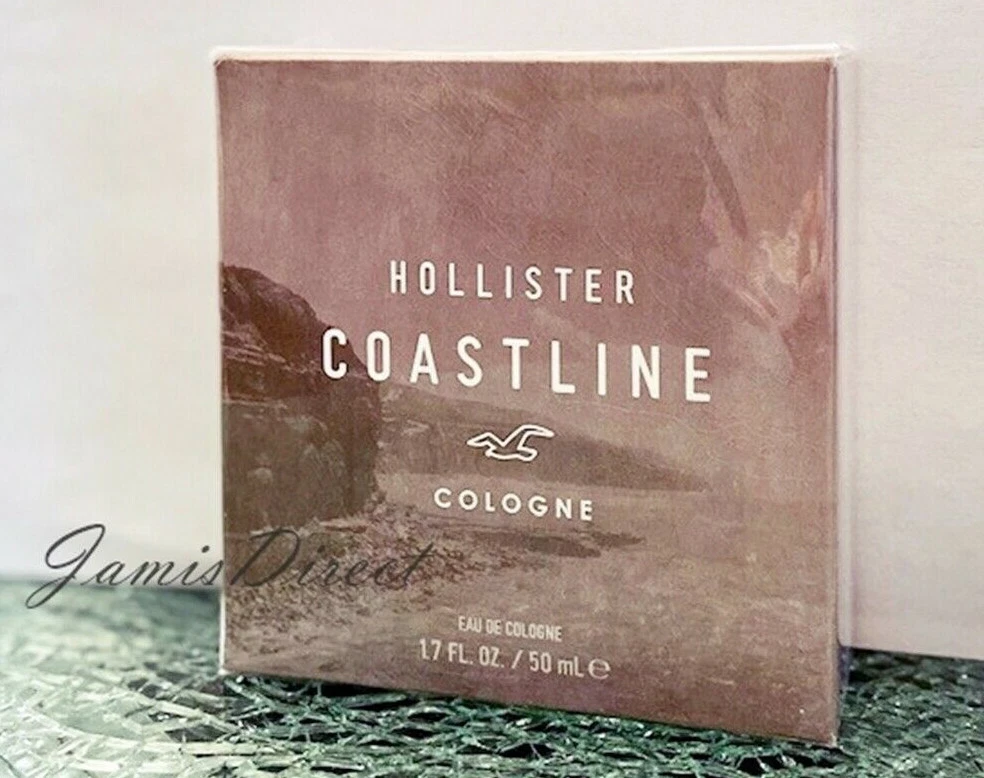 HOLLISTER
COASTLINE
COLOGNE
JamisDirect
EAU DE COLOGNE
1.7 FL. OZ. / 50 mL ℮